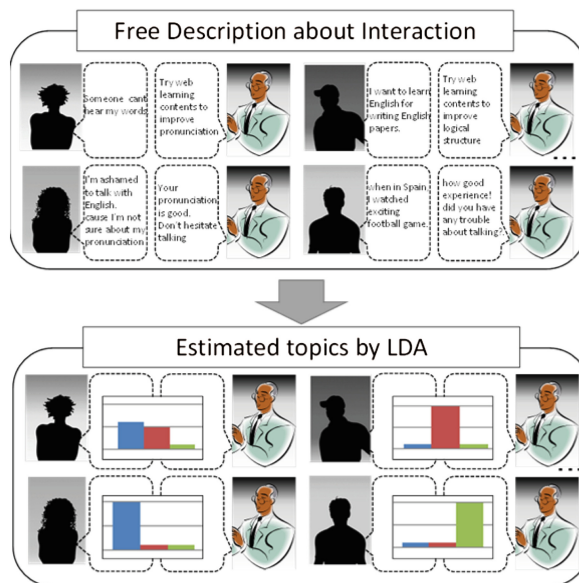 Free Description about Interaction
Someone cant
hear my words
Try web
learning
contents to
improve
pronunciation
I want to learn
English for
writing English
papers.
Try web
learning
contents to
improve
logical
structure
...
I'm ashamed
to talk with
English.
cause I'm not
sure about my
pronunciation
Your
pronunciation
is good.
Don't hesitate
talking
when in Spain,
I watched
exciting
football game.
how good
experience!
did you have
any trouble
about talking?
Estimated topics by LDA
...